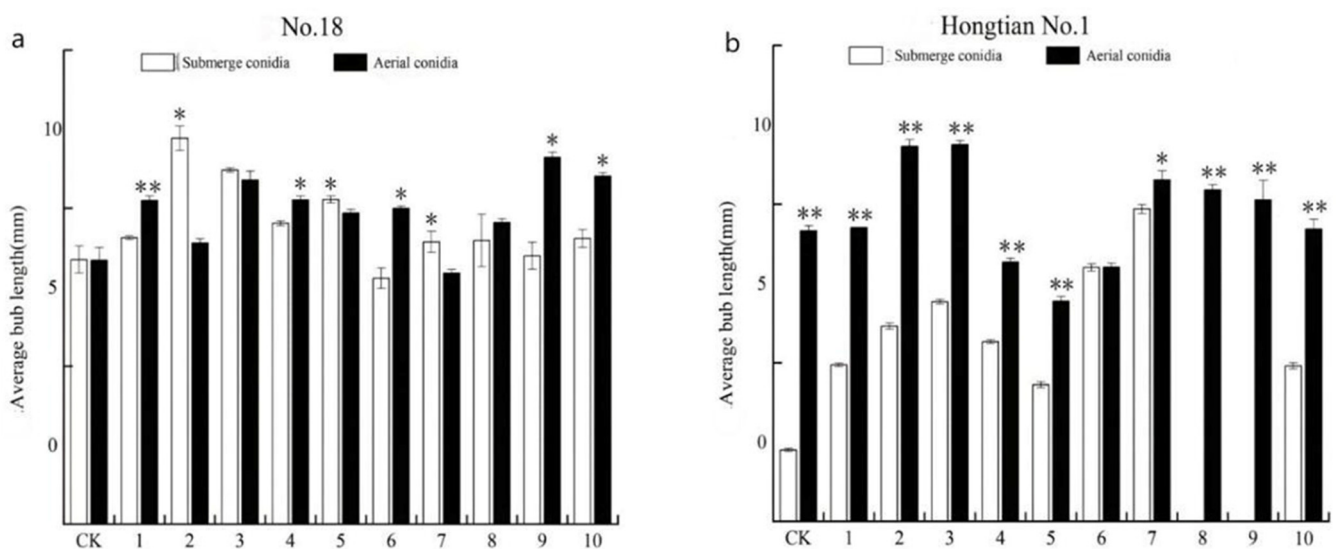 a
No.18
Submerge conidia
Aerial conidia
Average bub length(mm)
10
5
0
CK 1 2 3 4 5 6 7 8 9 10
** * * * * * * *
b
Hongtian No.1
Submerge conidia
Aerial conidia
Average bub length(mm)
10
5
0
CK 1 2 3 4 5 6 7 8 9 10
** ** ** ** ** ** * ** ** **